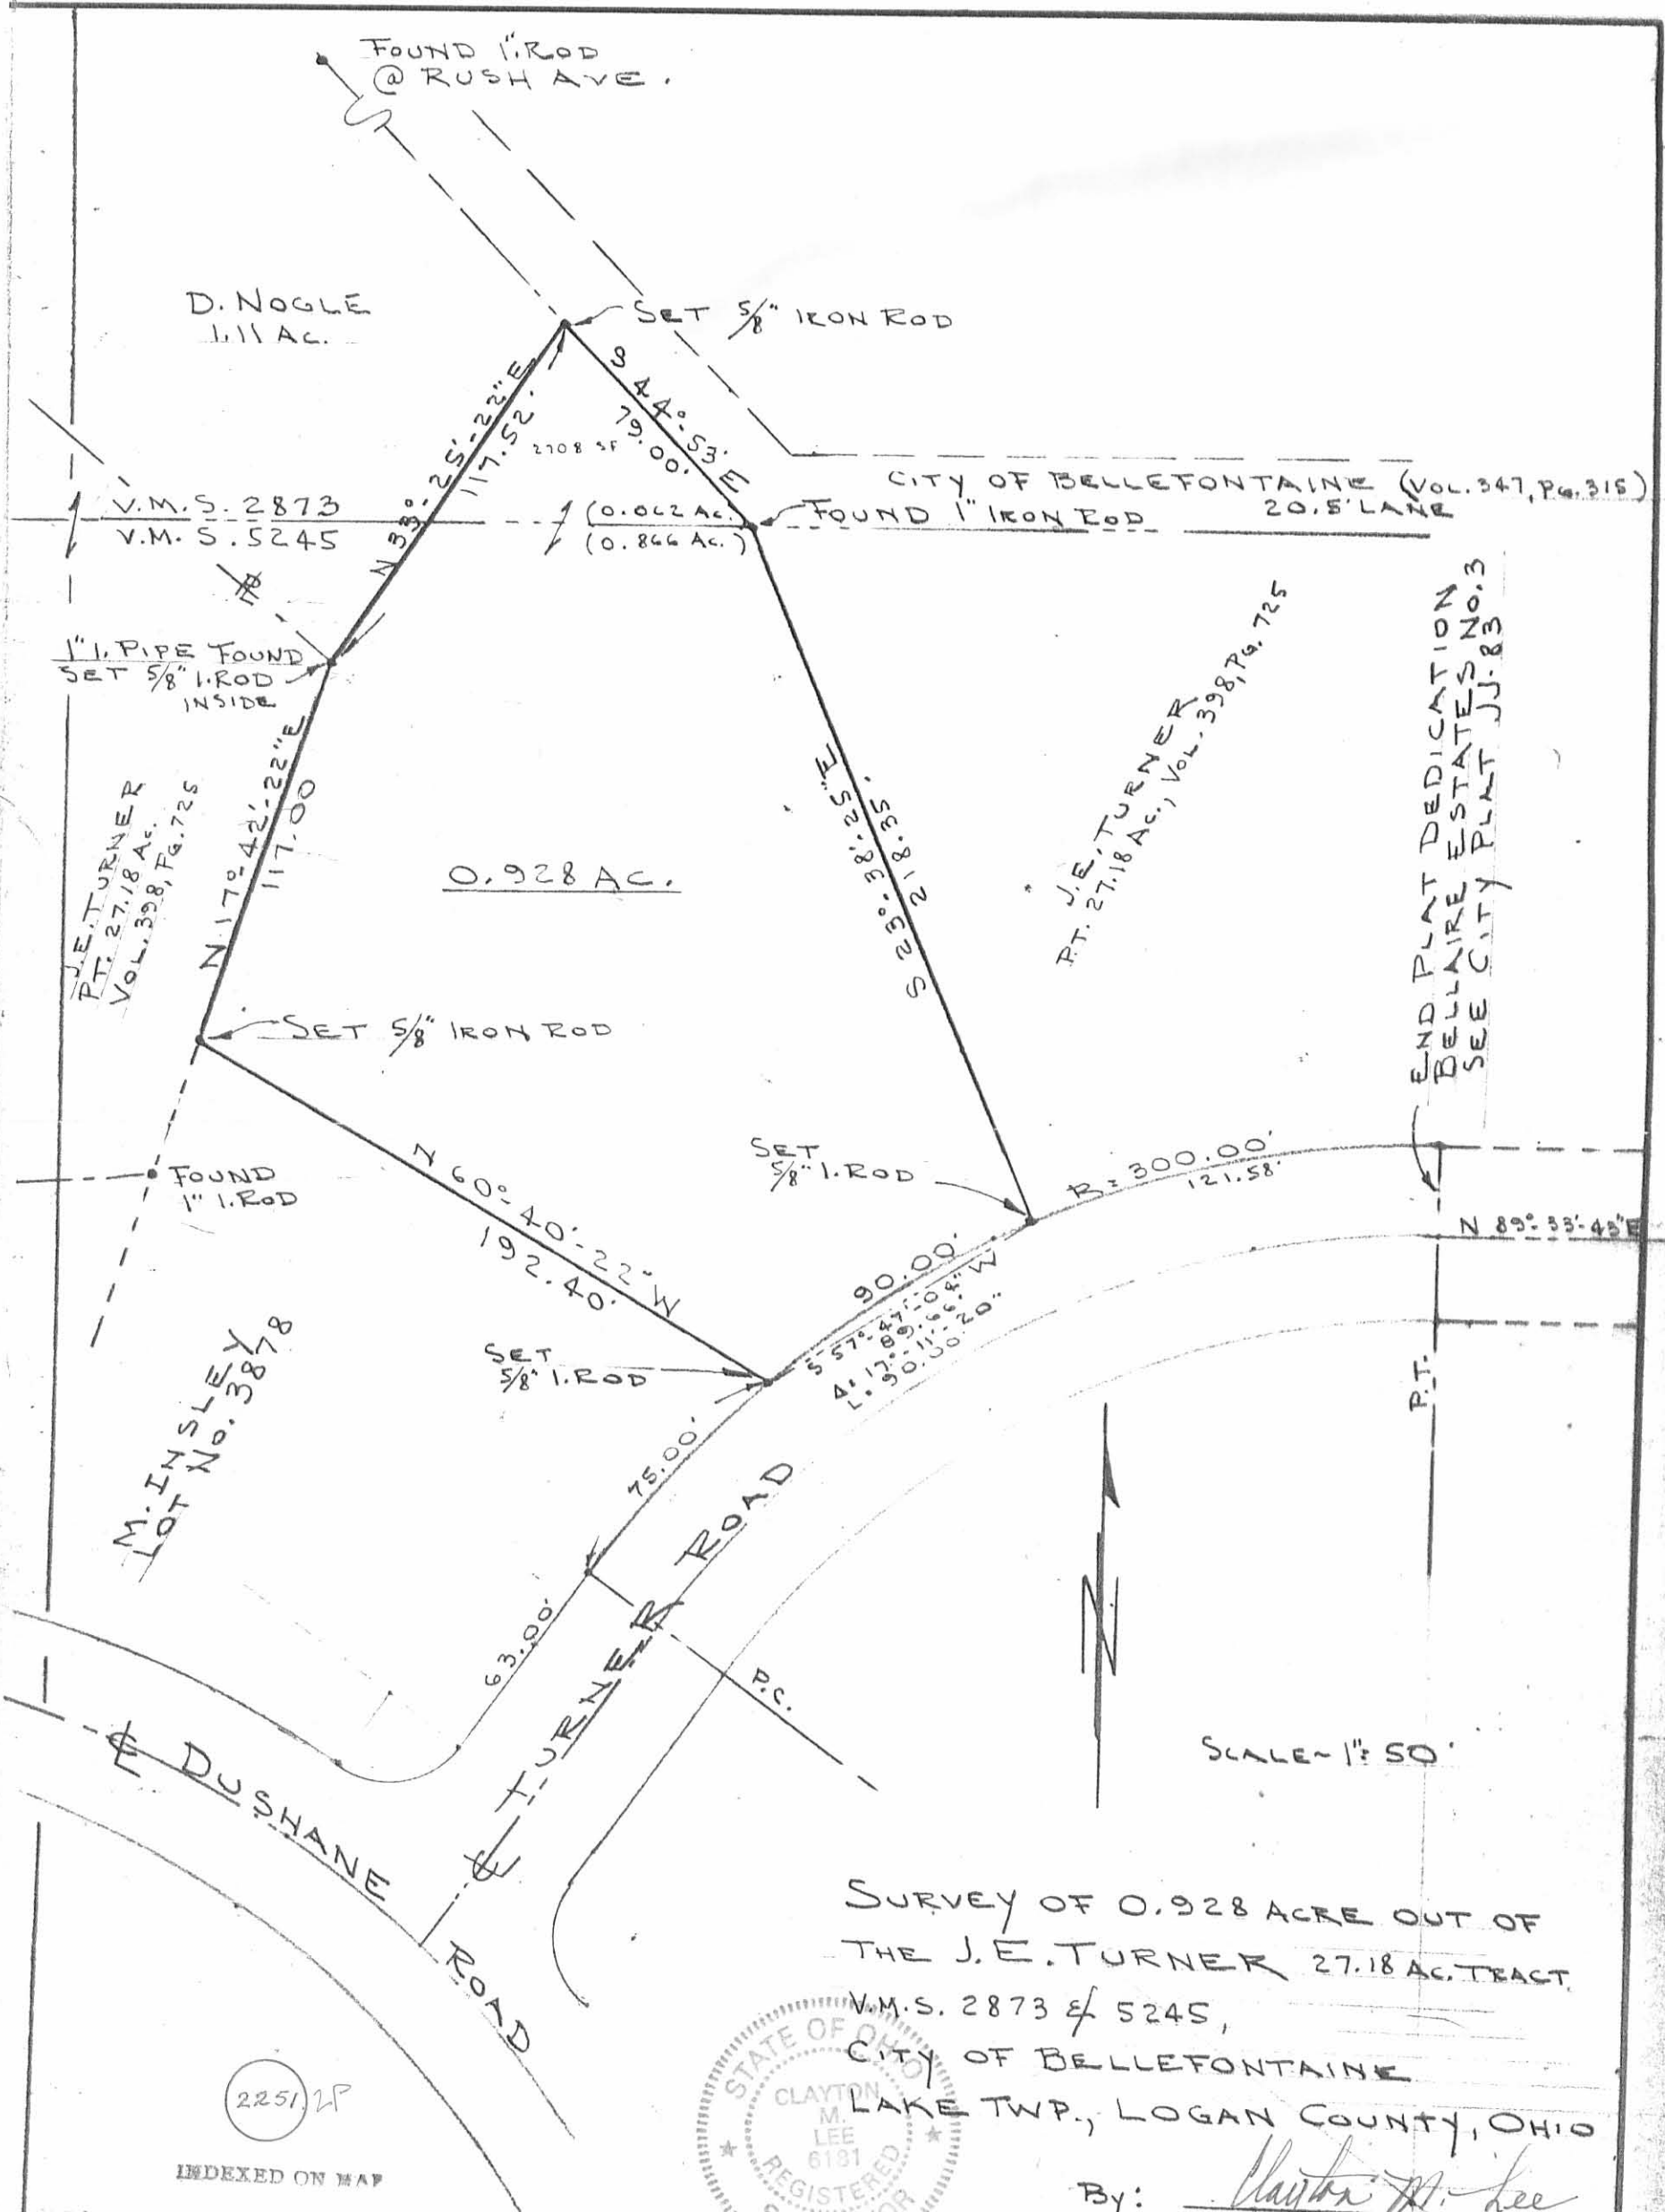 FOUND 1" ROD
@ RUSH AVE.
D. NOGLE
1.11 AC.
SET 5/8" IRON ROD
N 33°-25'-22" E
117.52'
S 44°-53' E
79.00'
2708 SF
CITY OF BELLEFONTAINE (VOL. 347, PG. 315)
20.5' LANE
V.M.S. 2873
V.M.S. 5245
(0.062 AC.)
(0.866 AC.)
FOUND 1" IRON ROD
1" I. PIPE FOUND
SET 5/8" I. ROD
INSIDE
N 17°-42'-22" E
117.00
J.E. TURNER
PT. 27.18 AC.
VOL. 398, PG. 725
0.928 AC.
S 23°-38'-25" E
218.35'
J.E. TURNER
PT. 27.18 AC., VOL. 398, PG. 725
END PLAT DEDICATION
BELLAIRE ESTATES NO. 3
SEE CITY PLAT JJ-83
SET 5/8" IRON ROD
FOUND
1" I. ROD
N 60°-40'-22" W
192.40'
SET
5/8" I. ROD
R = 300.00'
121.58'
N 89°-33'-43" E
90.00'
S 57°-47'-04" W
89.66'
Δ = 17°-11'-20"
L = 90.00'
SET
5/8" I. ROD
P.T.
M. INSLEY
LOT NO. 3878
75.00'
63.00'
P.C.
℄ TURNER ROAD
℄ DUSHANE ROAD
N
SCALE ~ 1" = 50'
SURVEY OF 0.928 ACRE OUT OF
THE J.E. TURNER 27.18 AC. TRACT
V.M.S. 2873 & 5245,
CITY OF BELLEFONTAINE
LAKE TWP., LOGAN COUNTY, OHIO
By: Clayton M. Lee
STATE OF OHIO
CLAYTON
M.
LEE
6181
REGISTERED
2251 2P
INDEXED ON MAP